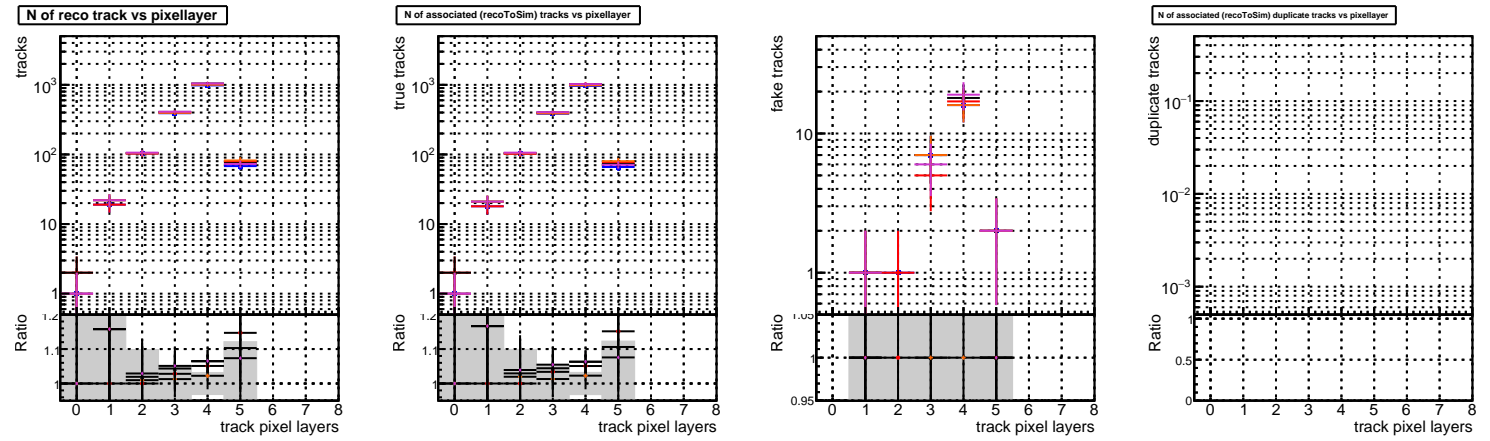 N of reco track vs pixellayer
tracks
10³
10²
10
1
Ratio
1.2
1.1
1
0 1 2 3 4 5 6 7 8
track pixel layers
N of associated (recoToSim) tracks vs pixellayer
true tracks
10³
10²
10
1
Ratio
1.2
1.1
1
0 1 2 3 4 5 6 7 8
track pixel layers
fake tracks
10
1
Ratio
1.05
1
0.95
0 1 2 3 4 5 6 7 8
track pixel layers
N of associated (recoToSim) duplicate tracks vs pixellayer
duplicate tracks
10⁻¹
10⁻²
10⁻³
Ratio
1
0.5
0
0 1 2 3 4 5 6 7 8
track pixel layers